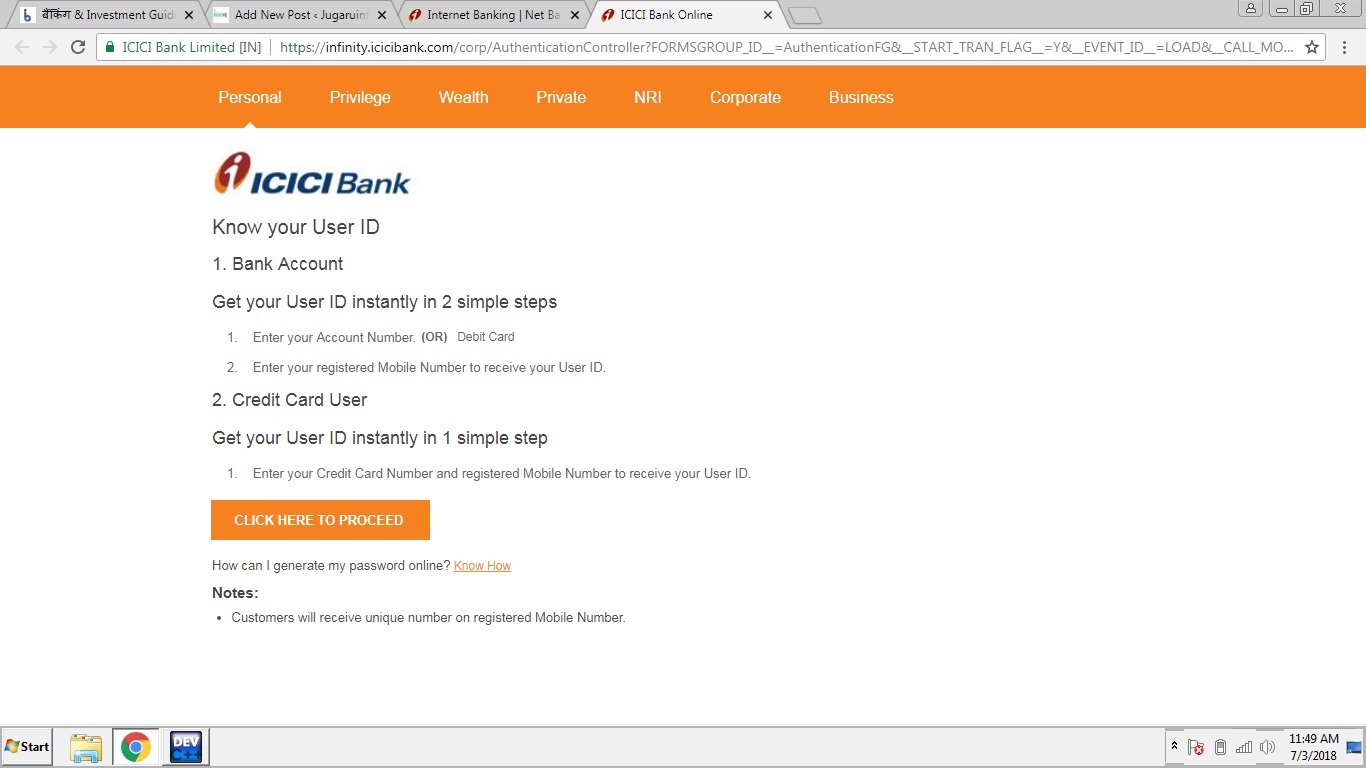 बैंकिंग & Investment Guid
Add New Post ‹ Jugaruin
Internet Banking | Net Ba
ICICI Bank Online
ICICI Bank Limited [IN]
https://infinity.icicibank.com/corp/AuthenticationController?FORMSGROUP_ID__=AuthenticationFG&__START_TRAN_FLAG__=Y&__EVENT_ID__=LOAD&__CALL_MO...
Personal Privilege Wealth Private NRI Corporate Business
ICICI Bank
Know your User ID
1. Bank Account
Get your User ID instantly in 2 simple steps
1. Enter your Account Number. (OR) Debit Card
2. Enter your registered Mobile Number to receive your User ID.
2. Credit Card User
Get your User ID instantly in 1 simple step
1. Enter your Credit Card Number and registered Mobile Number to receive your User ID.
CLICK HERE TO PROCEED
How can I generate my password online? Know How
Notes:
• Customers will receive unique number on registered Mobile Number.
Start
DEV
C++
11:49 AM
7/3/2018